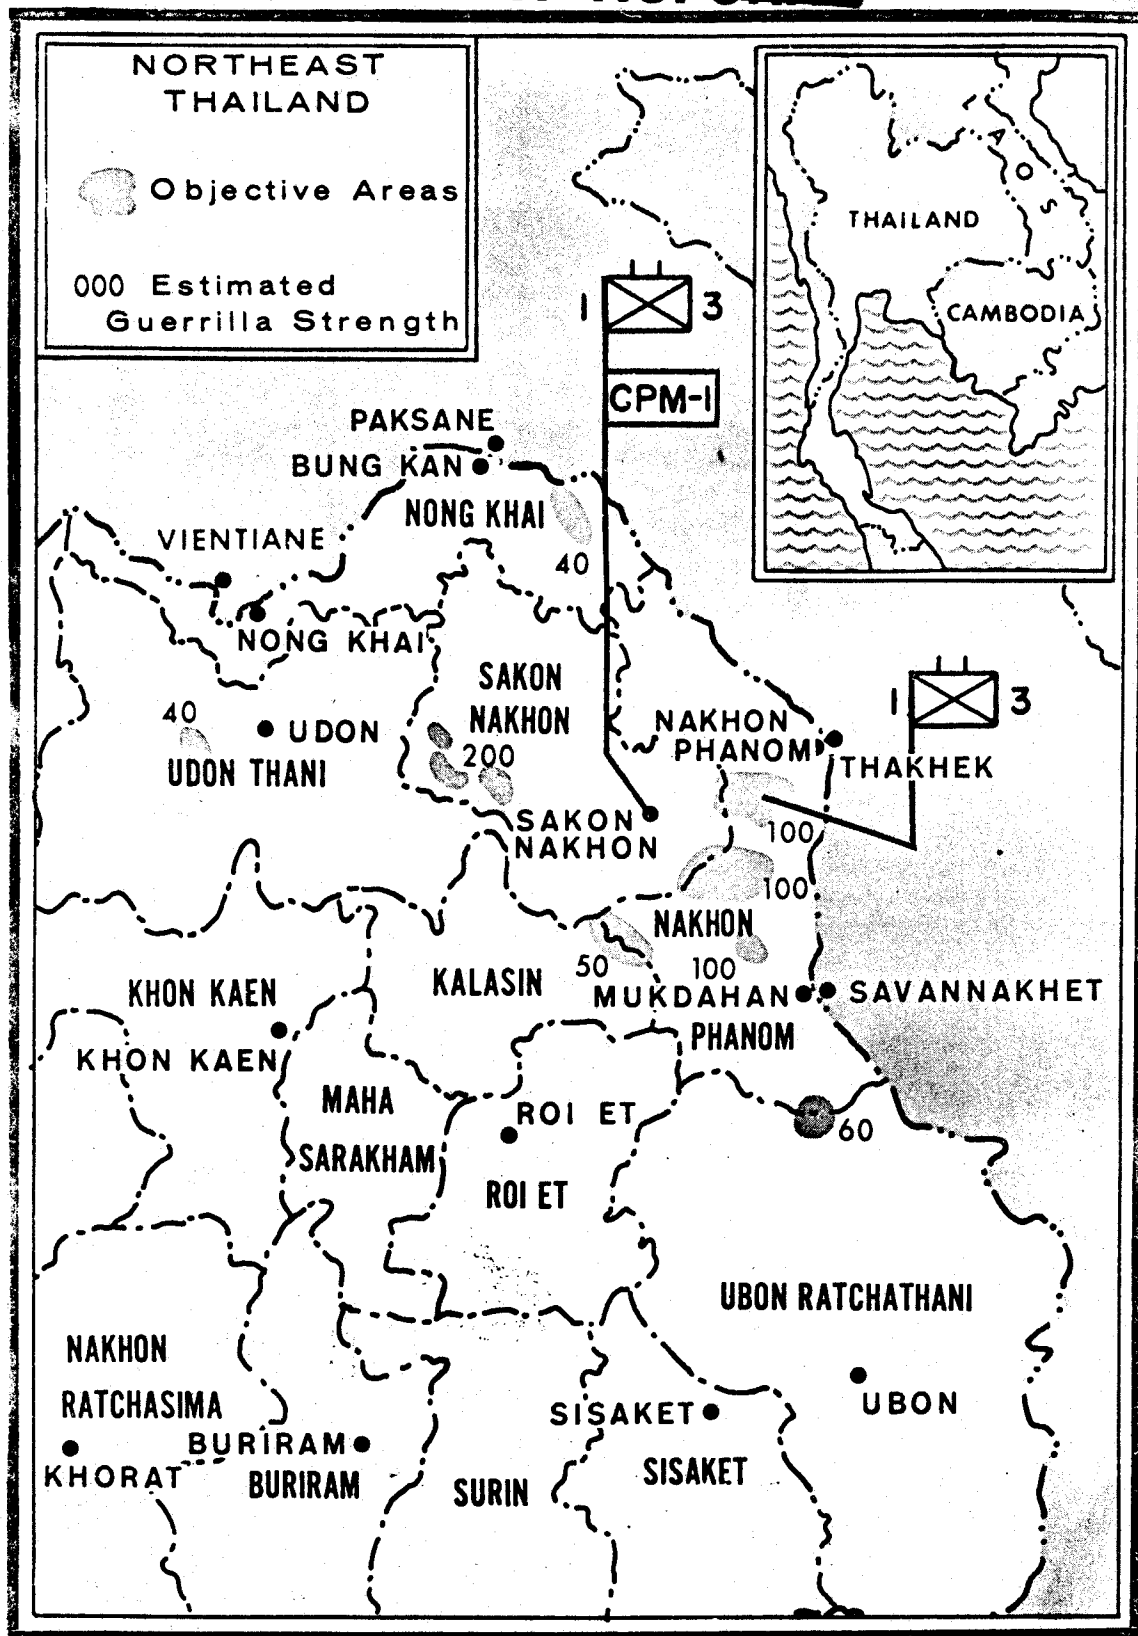 NORTHEAST
THAILAND
Objective Areas
000 Estimated
Guerrilla Strength
LAOS
THAILAND
CAMBODIA
1 3
CPM-1
PAKSANE
BUNG KAN
NONG KHAI
40
VIENTIANE
NONG KHAI
SAKON
NAKHON
1 3
40
UDON
UDON THANI
200
NAKHON
PHANOM
THAKHEK
SAKON
NAKHON
100
100
NAKHON
50
100
KHON KAEN
KALASIN
MUKDAHAN
SAVANNAKHET
PHANOM
KHON KAEN
MAHA
SARAKHAM
ROI ET
60
ROI ET
UBON RATCHATHANI
NAKHON
RATCHASIMA
UBON
SISAKET
BURIRAM
KHORAT
BURIRAM
SURIN
SISAKET